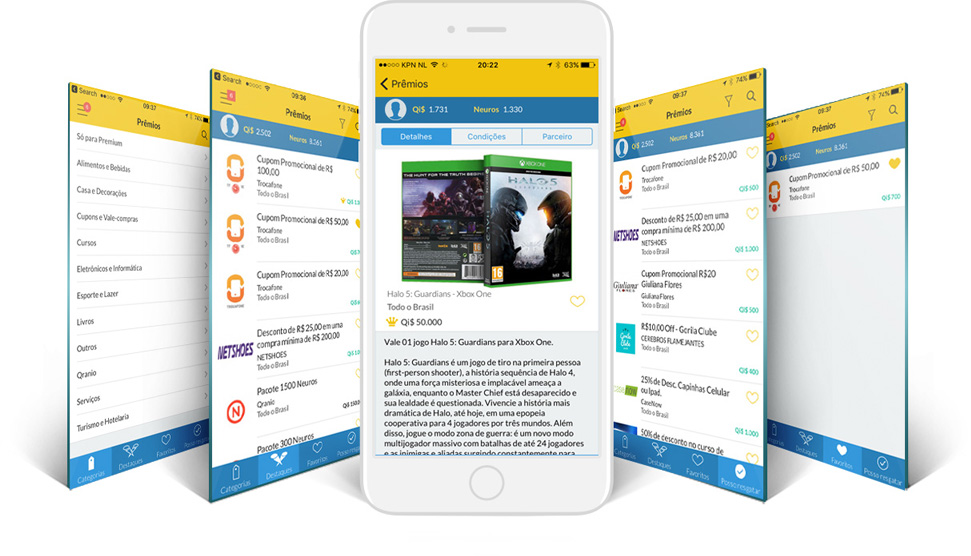 Search
09:37
74%
Prêmios
Só para Premium
Alimentos e Bebidas
Casa e Decorações
Cupons e Vale-compras
Cursos
Eletrônicos e Informática
Esporte e Lazer
Livros
Outros
Qranio
Serviços
Turismo e Hotelaria
Categorias
Destaques
Favoritos
Search
09:36
74%
Prêmios
Qi$ 2.502 Neuros 8.361
Cupom Promocional de R$
100,00
Trocafone
Todo o Brasil
Cupom Promocional de R$ 50,00
Trocafone
Todo o Brasil
Cupom Promocional de R$ 20,00
Trocafone
Todo o Brasil
TROCAFONE
Desconto de R$ 25,00 em uma
compra mínima de R$ 200,00
NETSHOES
Todo o Brasil
NETSHOES
Pacote 1500 Neuros
Qranio
Todo o Brasil
Pacote 300 Neuros
Categorias
Destaques
Favoritos
KPN NL
20:22
63%
Prêmios
Qi$ 1.731 Neuros 1.330
Detalhes
Condições
Parceiro
THE HUNT FOR THE TRUTH BEGINS
XBOX ONE
HALO 5
16
Halo 5: Guardians - Xbox One
Todo o Brasil
Qi$ 50.000
Vale 01 jogo Halo 5: Guardians para Xbox One.
Halo 5: Guardians é um jogo de tiro na primeira pessoa
(first-person shooter), a história sequência de Halo 4,
onde uma força misteriosa e implacável ameaça a
galáxia, enquanto o Master Chief está desaparecido e
sua lealdade é questionada. Vivencie a história mais
dramática de Halo, até hoje, em uma epopeia
cooperativa para 4 jogadores por três mundos. Além
disso, jogue o modo zona de guerra: é um novo modo
multijogador massivo com batalhas de até 24 jogadores
e as inimigas e aliadas surgindo constantemente para
Search
09:37
74%
Prêmios
Qi$ 2.502 Neuros 8.361
Cupom Promocional de R$ 20,00
Trocafone
Todo o Brasil
TROCAFONE
Qi$ 500
Desconto de R$ 25,00 em uma
compra mínima de R$ 200,00
NETSHOES
Todo o Brasil
NETSHOES
Qi$ 1.000
Cupom Promocional R$20
Giuliana Flores
GiulianaFlores
Todo o Brasil
Giuliana
FLORES
Qi$ 500
R$10,00 Off - Gorila Clube
CEREBROS FLAMEJANTES
Todo o Brasil
Qi$ 500
25% de Desc. Capinhas Celular
ou Ipad.
CaseNow
Todo o Brasil
Qi$ 1.000
50% de desconto no curso de
Categorias
Destaques
Favoritos
Posso resgatar
Search
09:37
74%
Prêmios
Qi$ 2.502 Neuros 8.361
Cupom Promocional de R$ 50,00
Trocafone
Todo o Brasil
Qi$ 700
Destaques
Favoritos
Posso resgatar